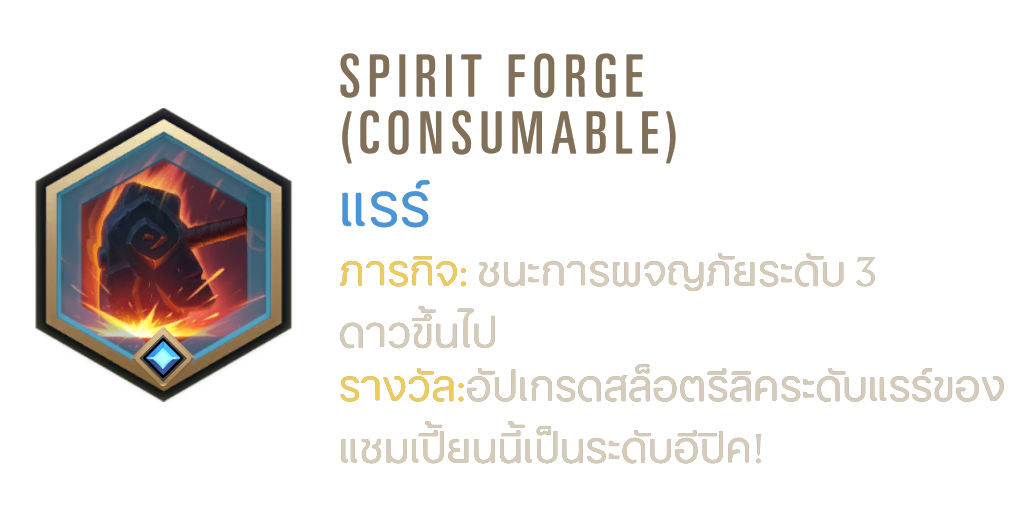 SPIRIT FORGE
(CONSUMABLE)
แรร์
ภารกิจ: ชนะการผจญภัยระดับ 3
ดาวขึ้นไป
รางวัล:อัปเกรดสล็อตรีลิคระดับแรร์ของ
แชมเปี้ยนนี้เป็นระดับอีปิค!